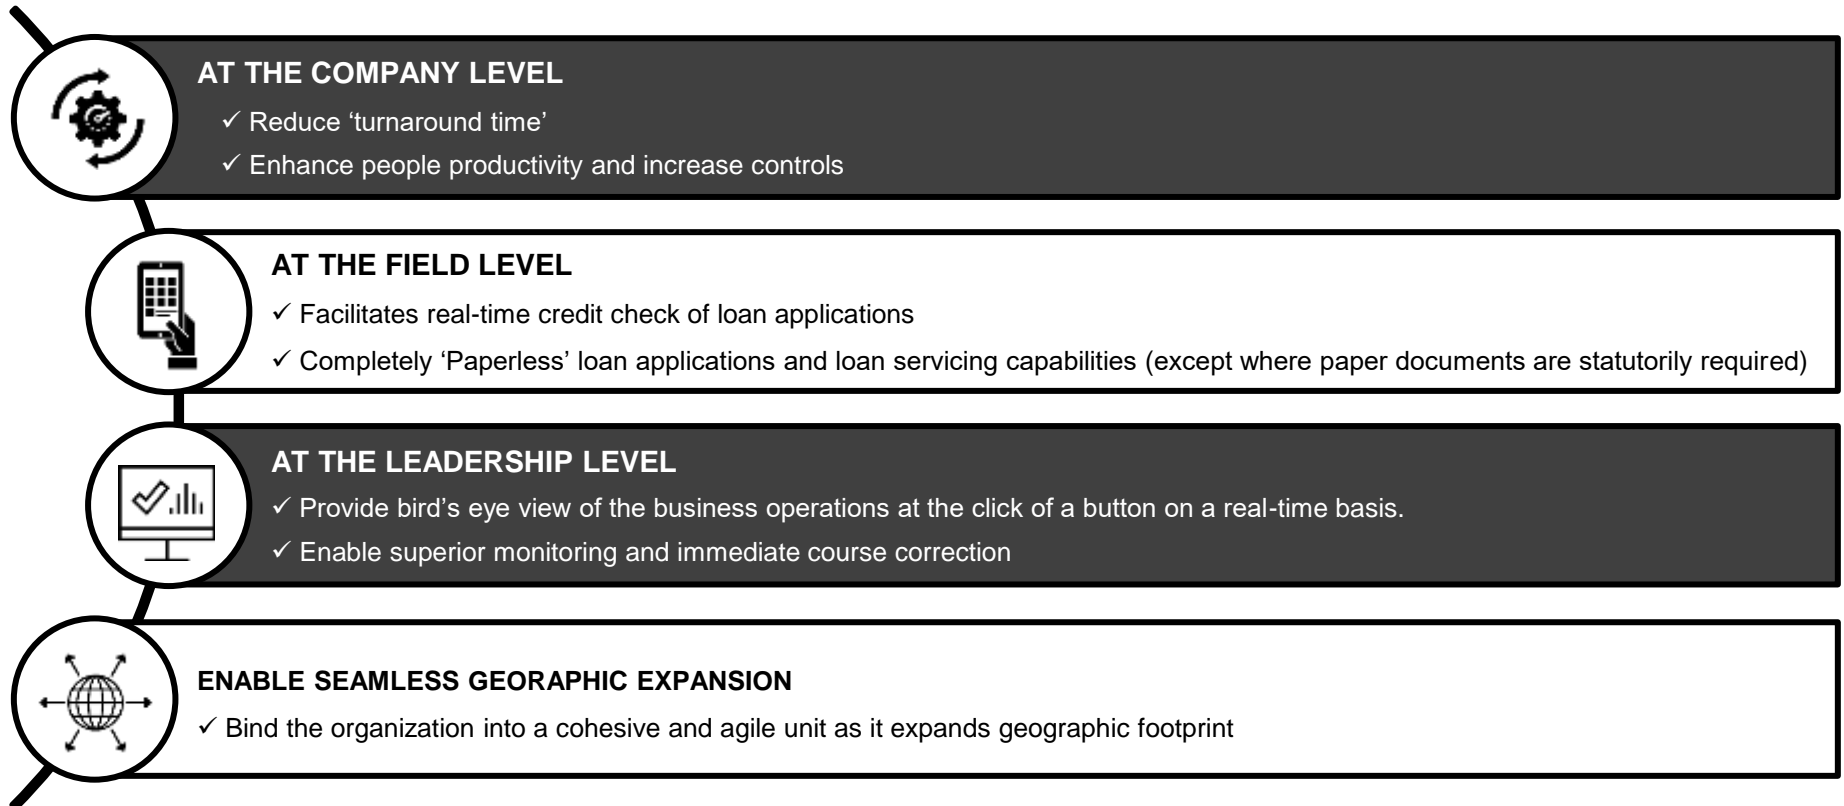 AT THE COMPANY LEVEL
✓ Reduce ‘turnaround time’
✓ Enhance people productivity and increase controls
AT THE FIELD LEVEL
✓ Facilitates real-time credit check of loan applications
✓ Completely ‘Paperless’ loan applications and loan servicing capabilities (except where paper documents are statutorily required)
AT THE LEADERSHIP LEVEL
✓ Provide bird’s eye view of the business operations at the click of a button on a real-time basis.
✓ Enable superior monitoring and immediate course correction
ENABLE SEAMLESS GEORAPHIC EXPANSION
✓ Bind the organization into a cohesive and agile unit as it expands geographic footprint